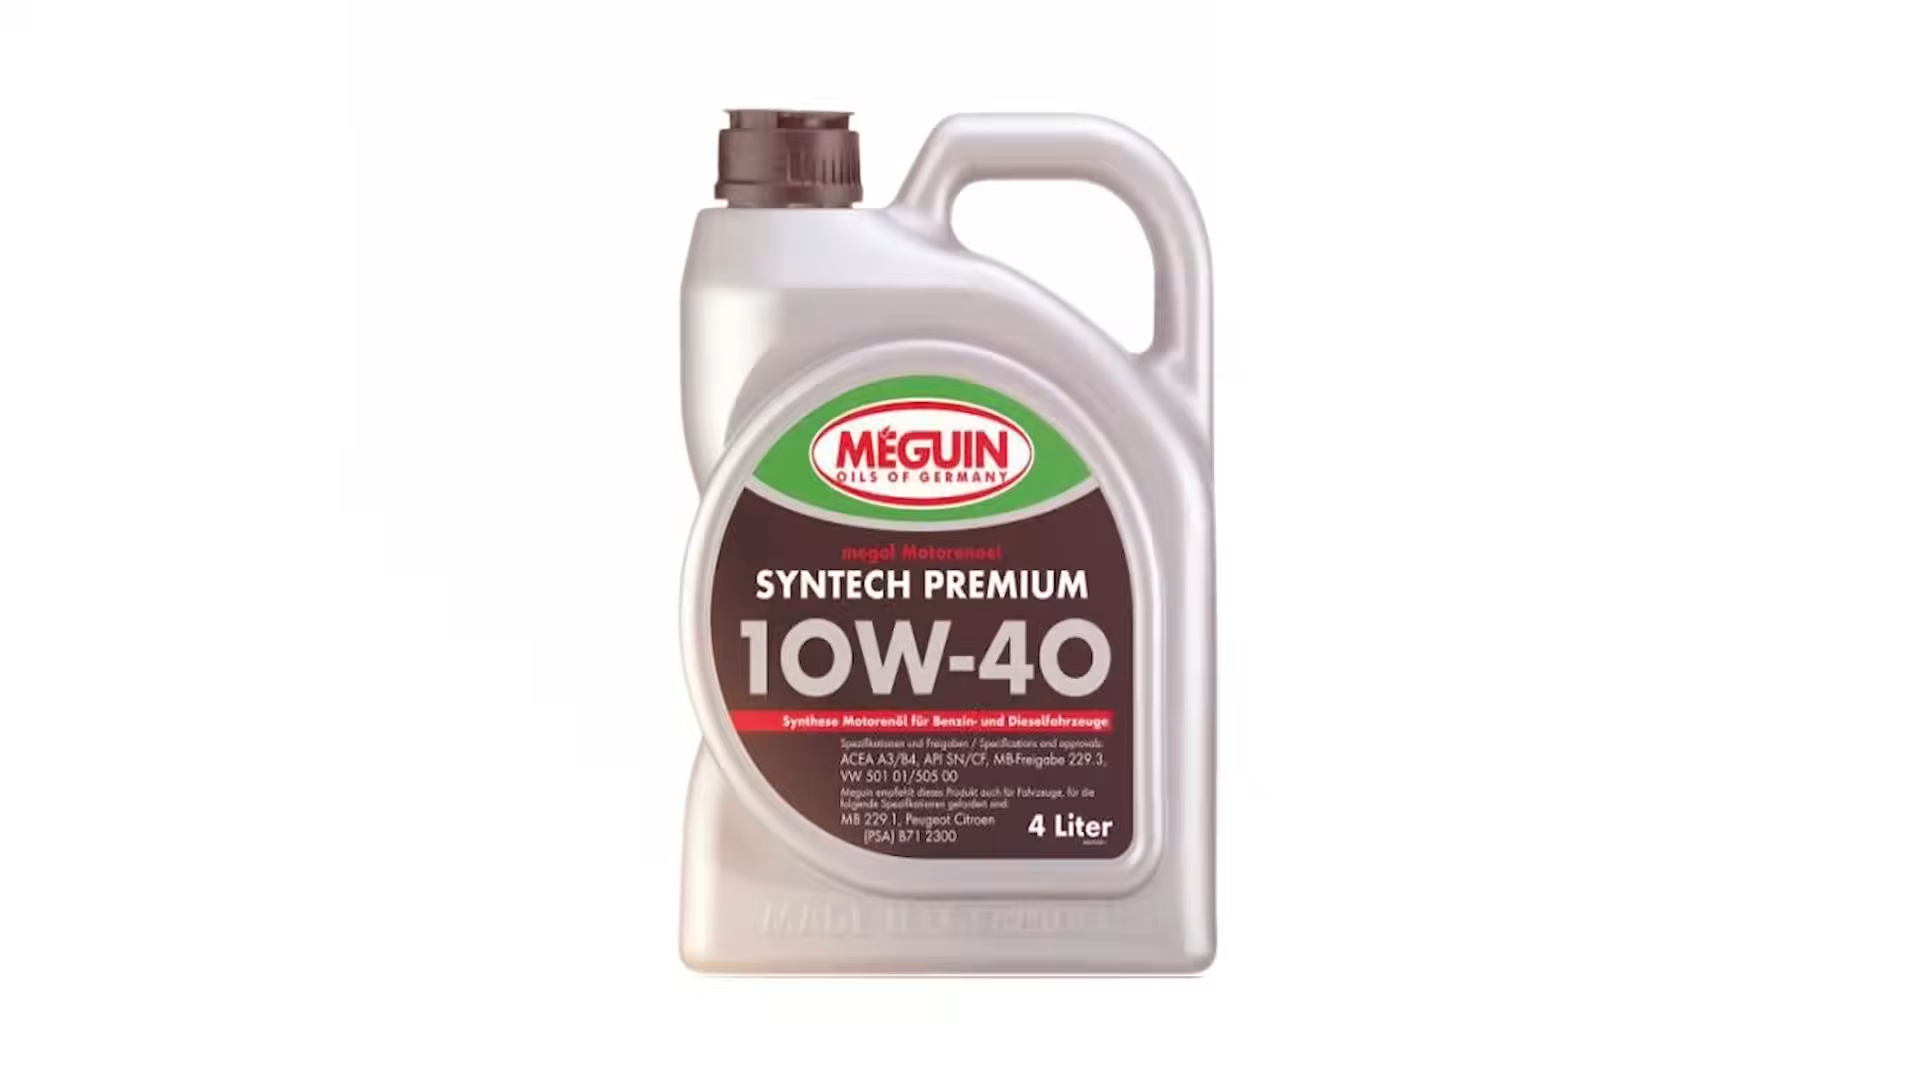 MEGUIN
OILS OF GERMANY
megol Motorenoel
SYNTECH PREMIUM
10W-40
Synthese Motorenöl für Benzin- und Dieselfahrzeuge
Spezifikationen und Freigaben / Specifications and approvals:
ACEA A3/B4, API SN/CF, MB-Freigabe 229.3,
VW 501 01/505 00
Meguin empfiehlt dieses Produkt auch für Fahrzeuge, für die
folgende Spezifikationen gefordert sind:
MB 229.1, Peugeot Citroen
(PSA) B71 2300
4 Liter